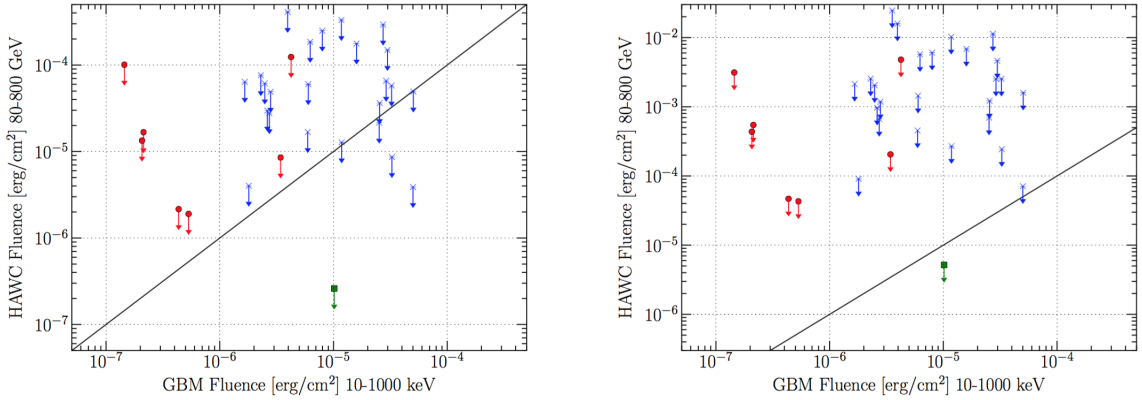 HAWC Fluence [erg/cm²] 80-800 GeV
10⁻⁴
10⁻⁵
10⁻⁶
10⁻⁷
10⁻⁷ 10⁻⁶ 10⁻⁵ 10⁻⁴
GBM Fluence [erg/cm²] 10-1000 keV
HAWC Fluence [erg/cm²] 80-800 GeV
10⁻²
10⁻³
10⁻⁴
10⁻⁵
10⁻⁶
10⁻⁷ 10⁻⁶ 10⁻⁵ 10⁻⁴
GBM Fluence [erg/cm²] 10-1000 keV